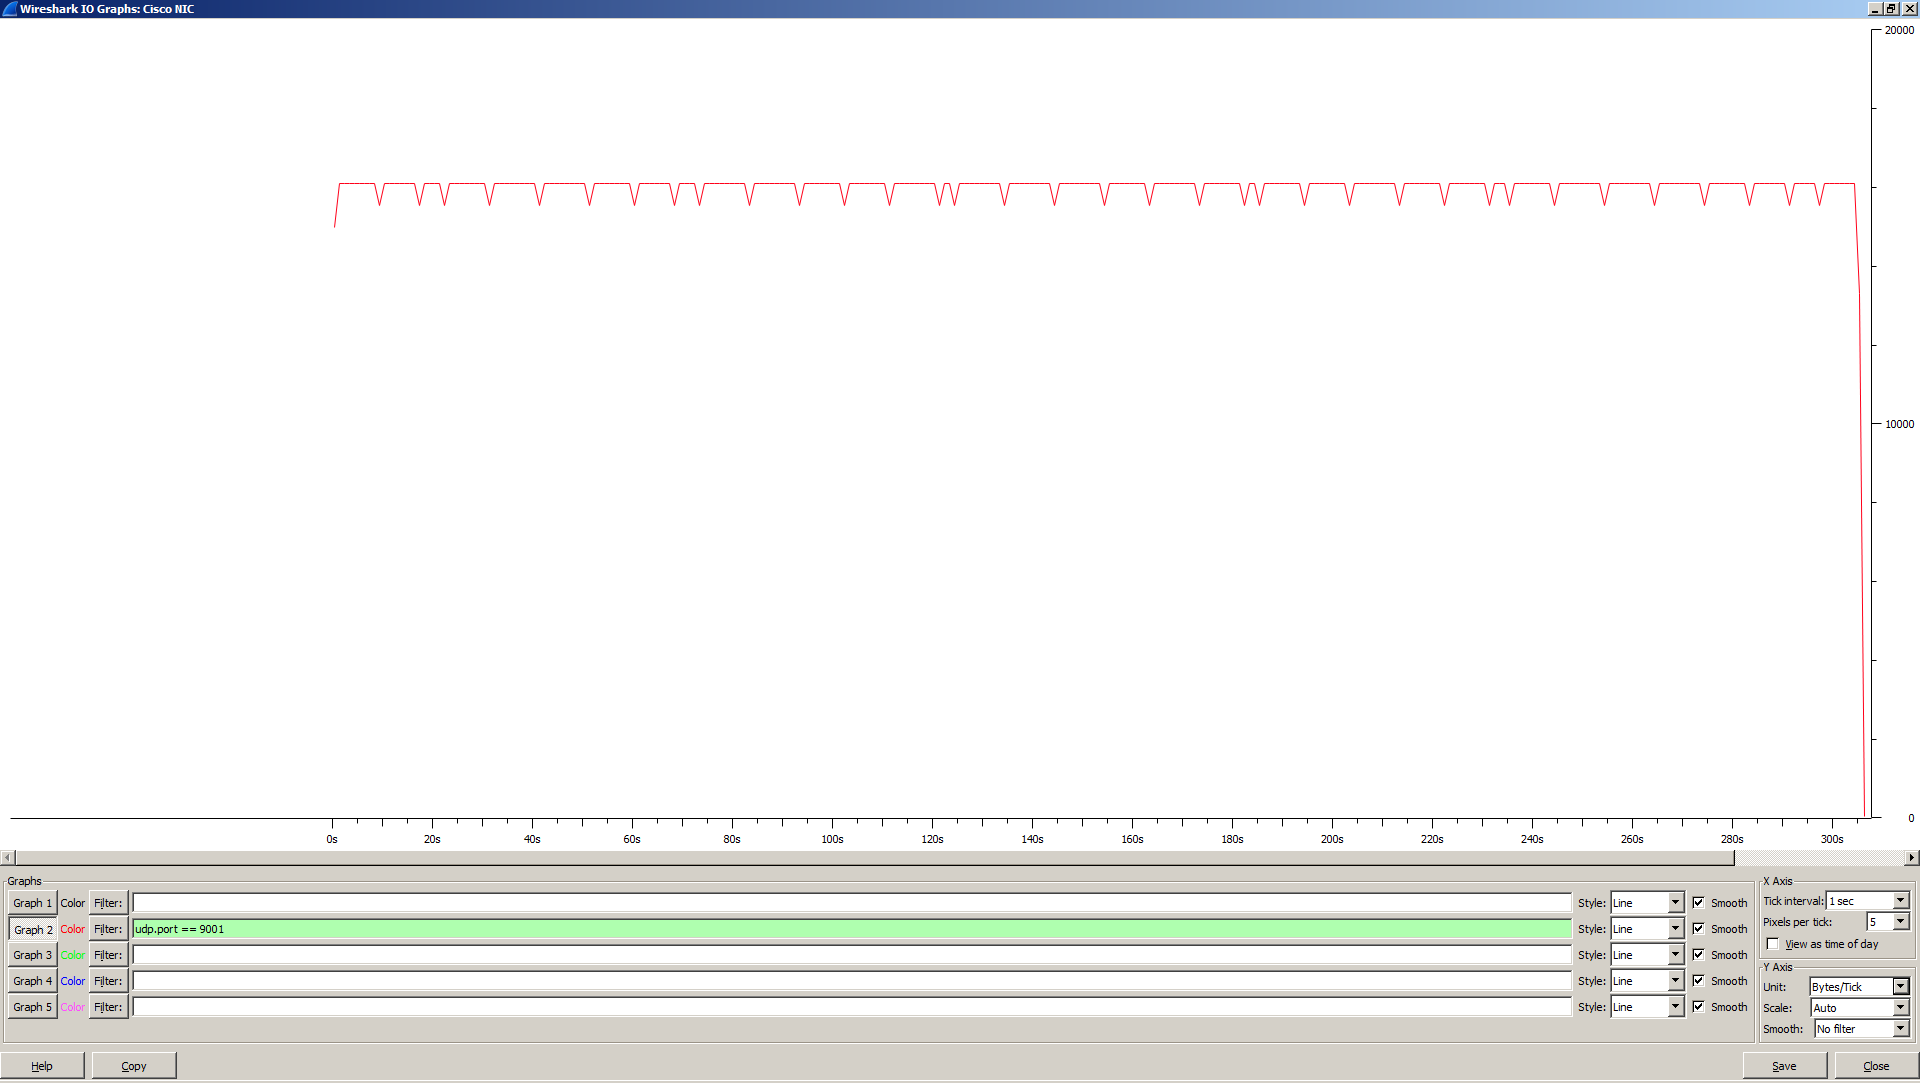 Wireshark IO Graphs: Cisco NIC
20000
10000
0
0s 20s 40s 60s 80s 100s 120s 140s 160s 180s 200s 220s 240s 260s 280s 300s
Graphs
Graph 1 Color Filter: Style: Line Smooth
Graph 2 Color Filter: udp.port == 9001 Style: Line Smooth
Graph 3 Color Filter: Style: Line Smooth
Graph 4 Color Filter: Style: Line Smooth
Graph 5 Color Filter: Style: Line Smooth
X Axis
Tick interval: 1 sec
Pixels per tick: 5
View as time of day
Y Axis
Unit: Bytes/Tick
Scale: Auto
Smooth: No filter
Help Copy Save Close